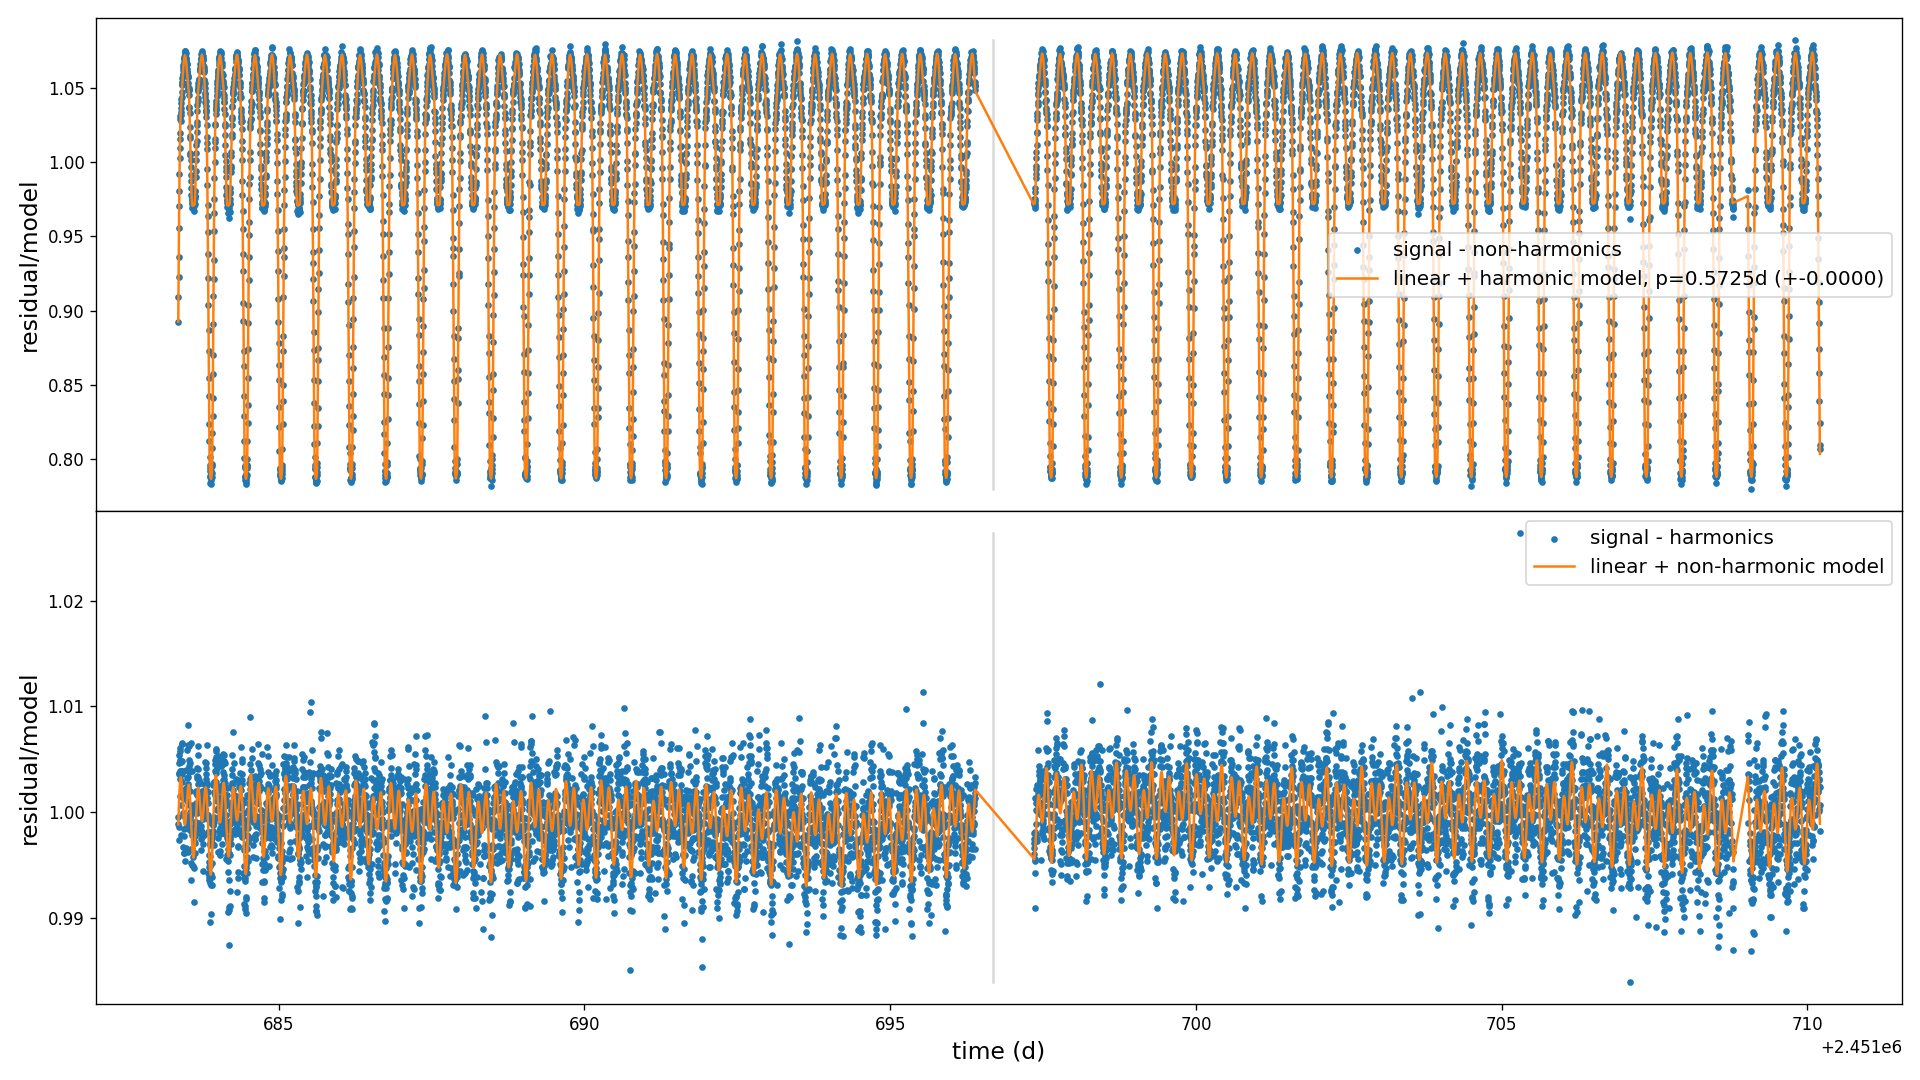 1.05
1.00
0.95
0.90
0.85
0.80
residual/model
signal - non-harmonics
linear + harmonic model, p=0.5725d (+-0.0000)
1.02
1.01
1.00
0.99
residual/model
signal - harmonics
linear + non-harmonic model
685
690
695
700
705
710
time (d)
+2.451e6